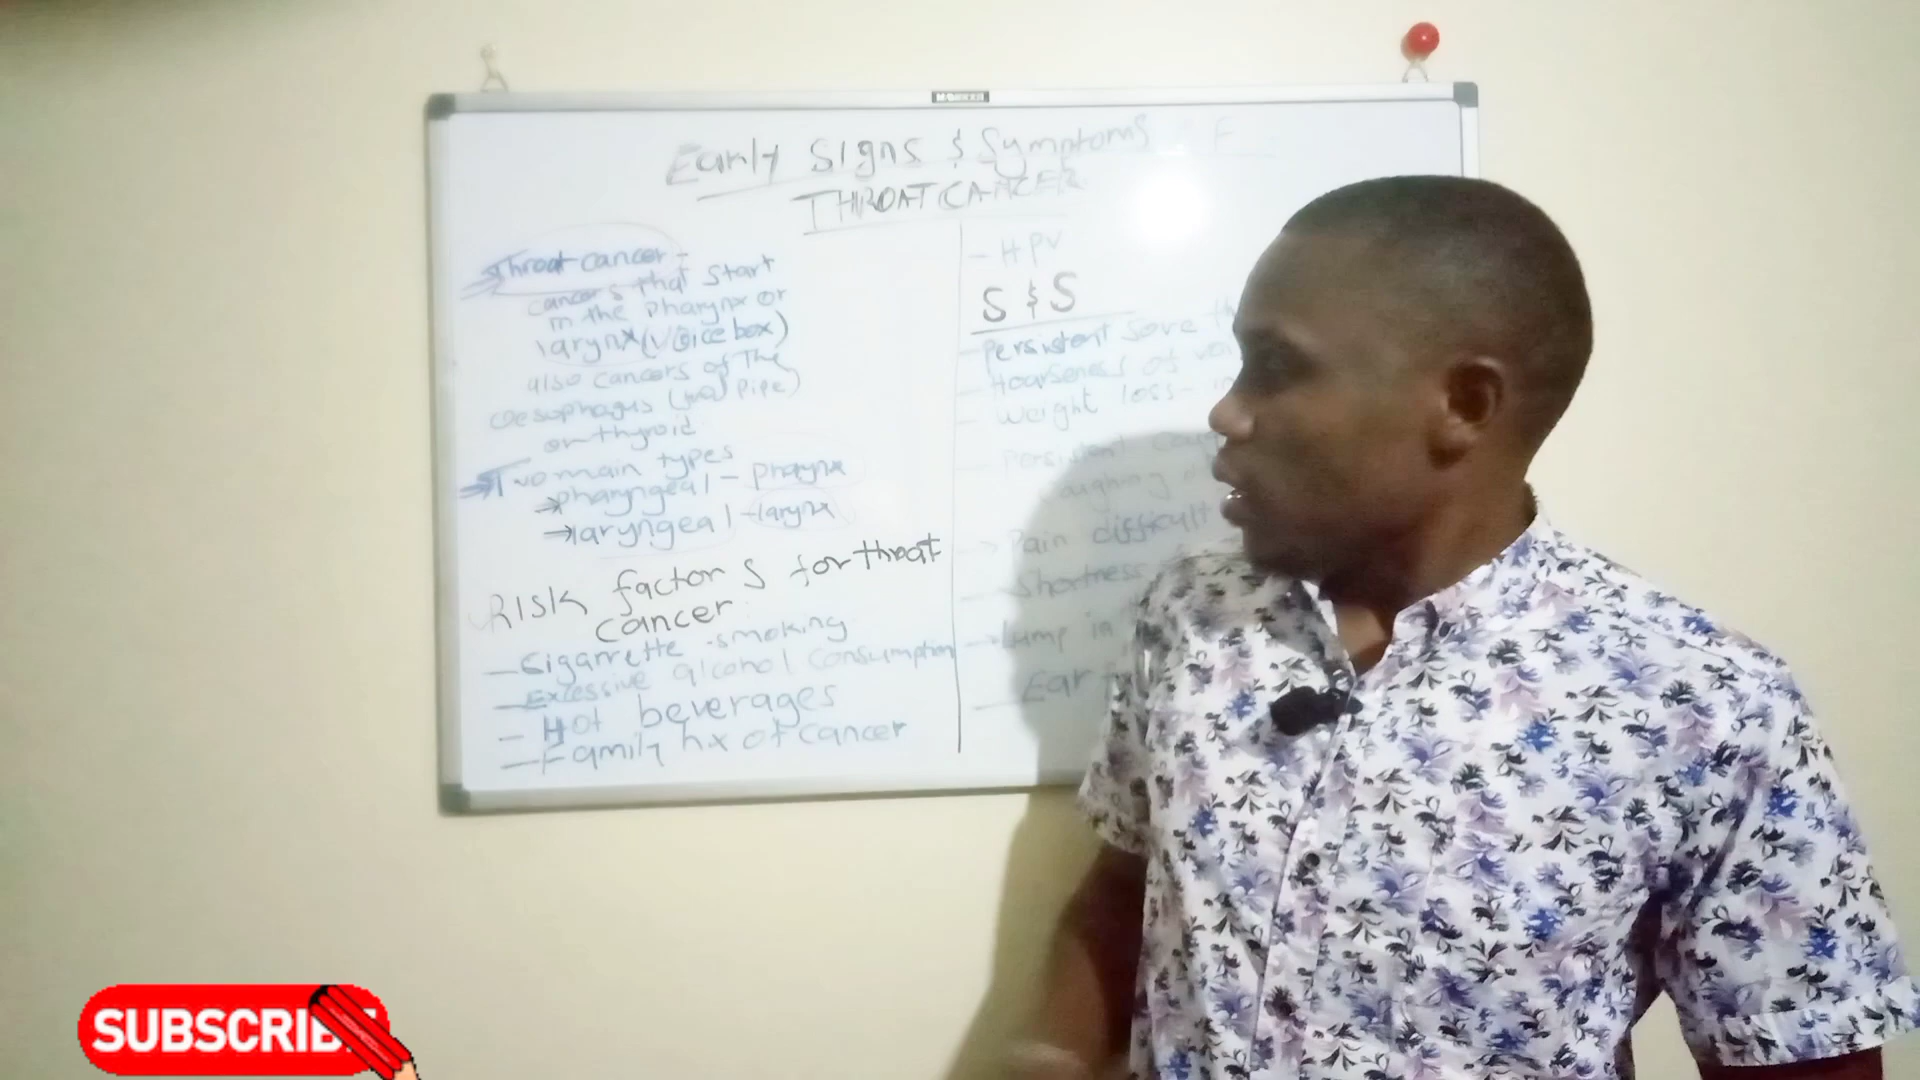 Early Signs & Symptoms OF
THROAT CANCER
Throat cancer-
cancers that start
in the pharynx or
larynx (voice box)
also cancers of the
oesophagus (food pipe)
or thyroid
Two main types
pharyngeal - pharynx
laryngeal - larynx
Risk factors for throat
cancer:
- Sigarrette smoking
- Excessive alcohol consumption
- Hot beverages
- Family hx of cancer
- HPV
S & S
- persistent sore
- Hoarseness of
- Weight loss-
- Persistent
Coughing
Pain difficult
- Shortness
Lump in
- Ear
SUBSCRIBE